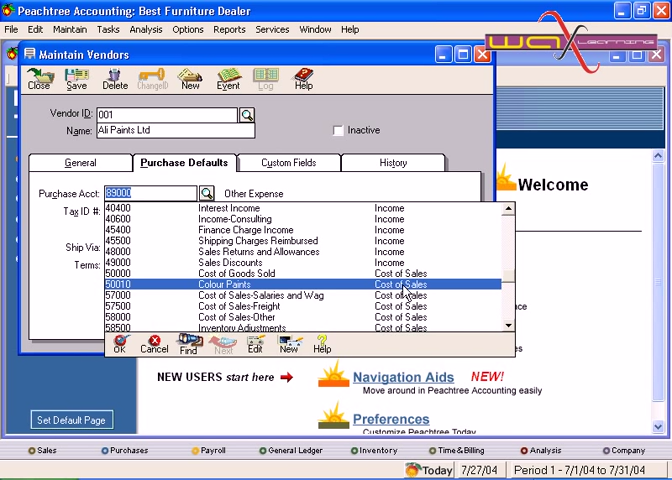 Peachtree Accounting: Best Furniture Dealer
File Edit Maintain Tasks Analysis Options Reports Services Window Help
wax Learning
Maintain Vendors
Close Save Delete ChangeID New Event Log Help
Vendor ID: 001
Name: Ali Paints Ltd
Inactive
General Purchase Defaults Custom Fields History
Purchase Acct: 89000 Other Expense
Tax ID #:
Ship Via:
Terms:
40400 Interest Income Income
40600 Income-Consulting Income
45400 Finance Charge Income Income
45500 Shipping Charges Reimbursed Income
48000 Sales Returns and Allowances Income
49000 Sales Discounts Income
50000 Cost of Goods Sold Cost of Sales
50010 Colour Paints Cost of Sales
57000 Cost of Sales-Salaries and Wag Cost of Sales
57500 Cost of Sales-Freight Cost of Sales
58000 Cost of Sales-Other Cost of Sales
58500 Inventory Adjustments Cost of Sales
OK Cancel Find Next Edit New Help
Welcome
NEW USERS start here
Navigation Aids NEW!
Move around in Peachtree Accounting easily
Preferences
Customize Peachtree Today
Set Default Page
Sales Purchases Payroll General Ledger Inventory Time & Billing Analysis Company
Today 7/27/04 Period 1 - 7/1/04 to 7/31/04